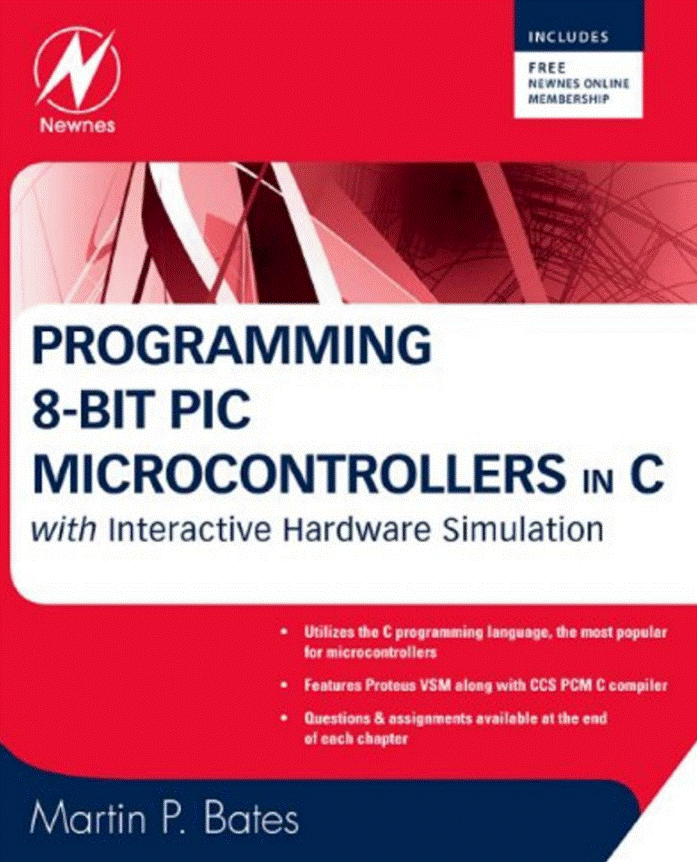 Newnes
INCLUDES
FREE
NEWNES ONLINE
MEMBERSHIP
PROGRAMMING
8-BIT PIC
MICROCONTROLLERS IN C
with Interactive Hardware Simulation
• Utilizes the C programming language, the most popular
for microcontrollers
• Features Proteus VSM along with CCS PCM C compiler
• Questions & assignments available at the end
of each chapter
Martin P. Bates